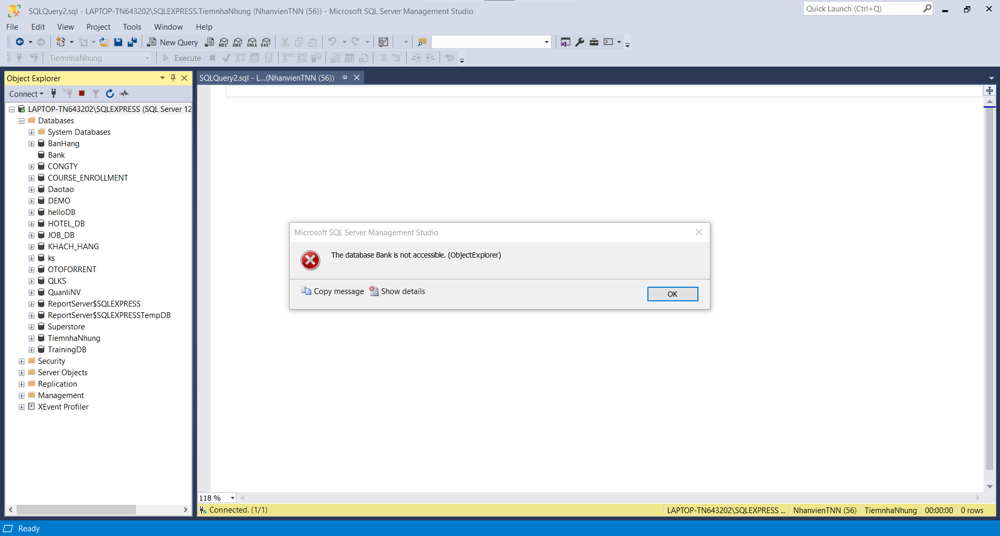 SQLQuery2.sql - LAPTOP-TN643202\SQLEXPRESS.TiemnhaNhung (NhanvienTNN (56)) - Microsoft SQL Server Management Studio
Quick Launch (Ctrl+Q)
File Edit View Project Tools Window Help
New Query MDX DMX XMLA DAX
TiemnhaNhung Execute
Object Explorer
SQLQuery2.sql - L...(NhanvienTNN (56))
Connect
LAPTOP-TN643202\SQLEXPRESS (SQL Server 12
Databases
System Databases
BanHang
Bank
CONGTY
COURSE_ENROLLMENT
Daotao
DEMO
helloDB
HOTEL_DB
JOB_DB
KHACH_HANG
ks
OTOFORRENT
QLKS
QuanliNV
ReportServer$SQLEXPRESS
ReportServer$SQLEXPRESSTempDB
Superstore
TiemnhaNhung
TrainingDB
Security
Server Objects
Replication
Management
XEvent Profiler
Microsoft SQL Server Management Studio
The database Bank is not accessible. (ObjectExplorer)
Copy message Show details
OK
118 %
Connected. (1/1)
LAPTOP-TN643202\SQLEXPRESS ... NhanvienTNN (56) TiemnhaNhung 00:00:00 0 rows
Ready